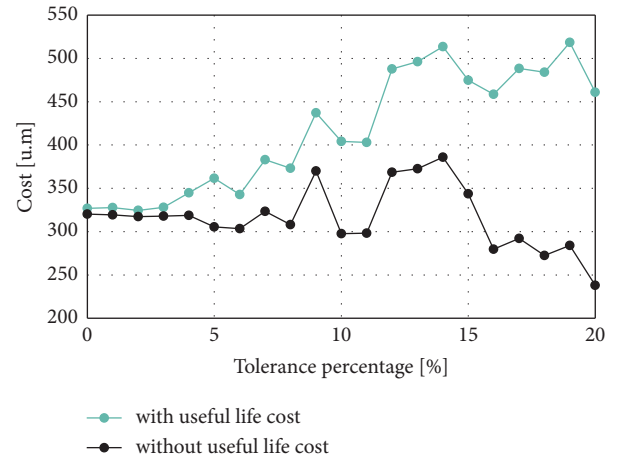 550
500
450
400
350
300
250
200
Cost [u.m]
0 5 10 15 20
Tolerance percentage [%]
with useful life cost
without useful life cost